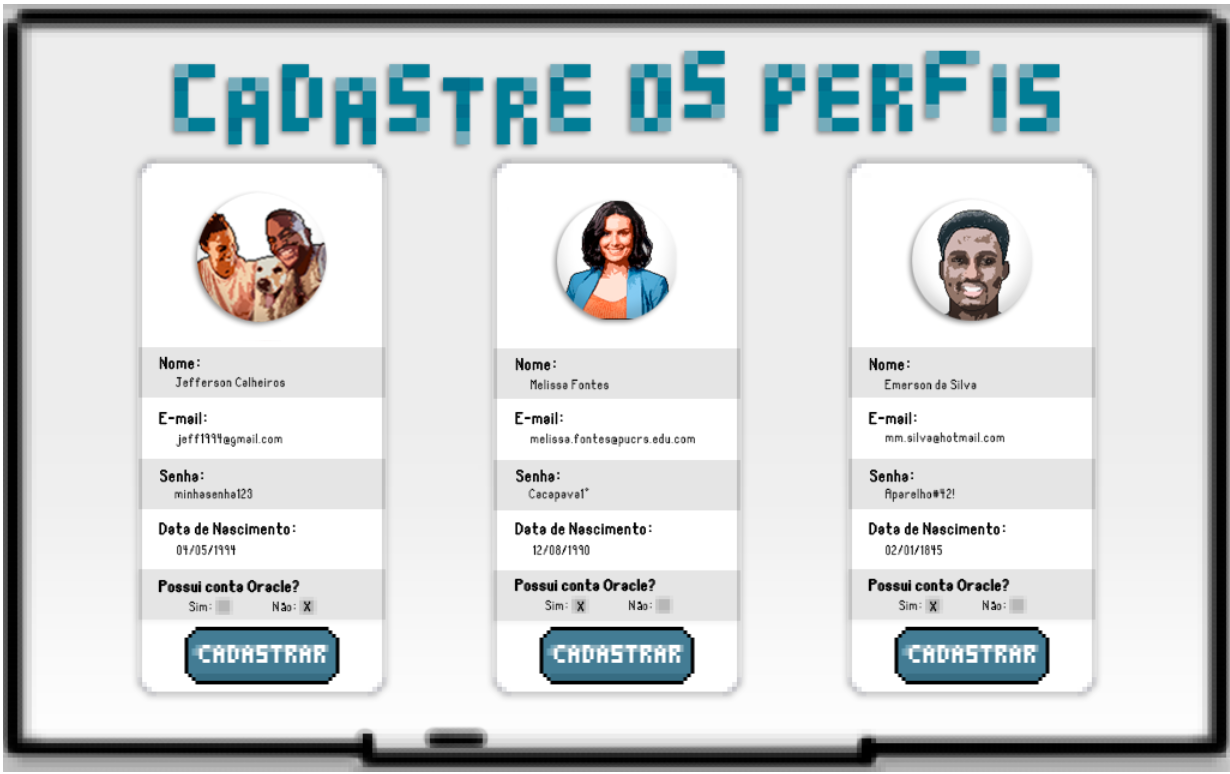 CADASTRE OS PERFIS
Nome:
Jefferson Calheiros
E-mail:
jeff1994@gmail.com
Senha:
minhasenha123
Data de Nascimento:
04/05/1994
Possui conta Oracle?
Sim: Não: X
CADASTRAR
Nome:
Melissa Fontes
E-mail:
melissa.fontes@pucrs.edu.com
Senha:
Cacapava1*
Data de Nascimento:
12/08/1990
Possui conta Oracle?
Sim: X Não:
CADASTRAR
Nome:
Emerson da Silva
E-mail:
mm.silva@hotmail.com
Senha:
Aparelho#42!
Data de Nascimento:
02/01/1845
Possui conta Oracle?
Sim: X Não:
CADASTRAR